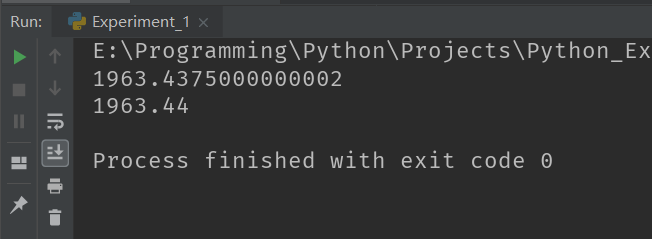 Run: Experiment_1
E:\Programming\Python\Projects\Python_Ex
1963.4375000000002
1963.44
Process finished with exit code 0